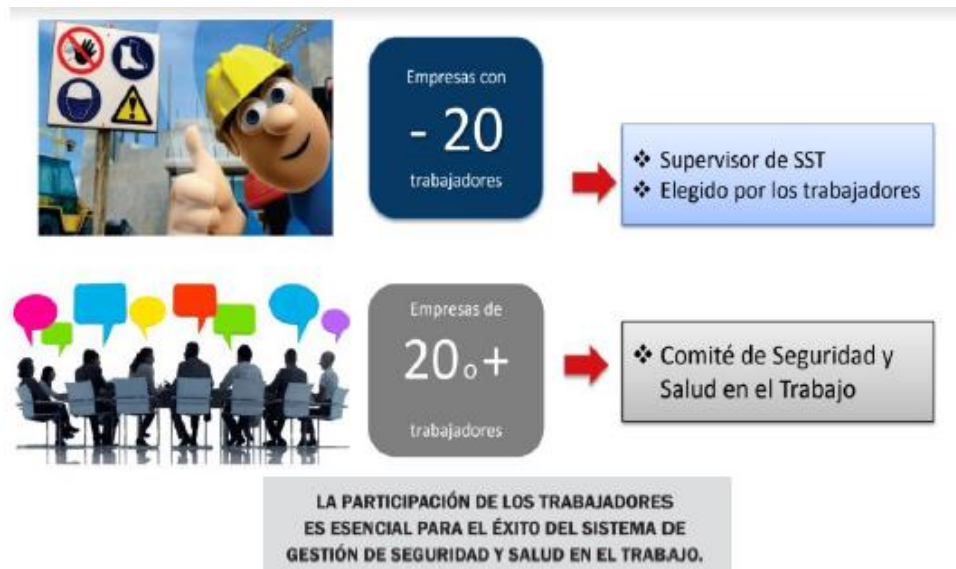 Empresas con
- 20
trabajadores
❖ Supervisor de SST
❖ Elegido por los trabajadores
Empresas de
20 o +
trabajadores
❖ Comité de Seguridad y
Salud en el Trabajo
LA PARTICIPACIÓN DE LOS TRABAJADORES
ES ESENCIAL PARA EL ÉXITO DEL SISTEMA DE
GESTIÓN DE SEGURIDAD Y SALUD EN EL TRABAJO.